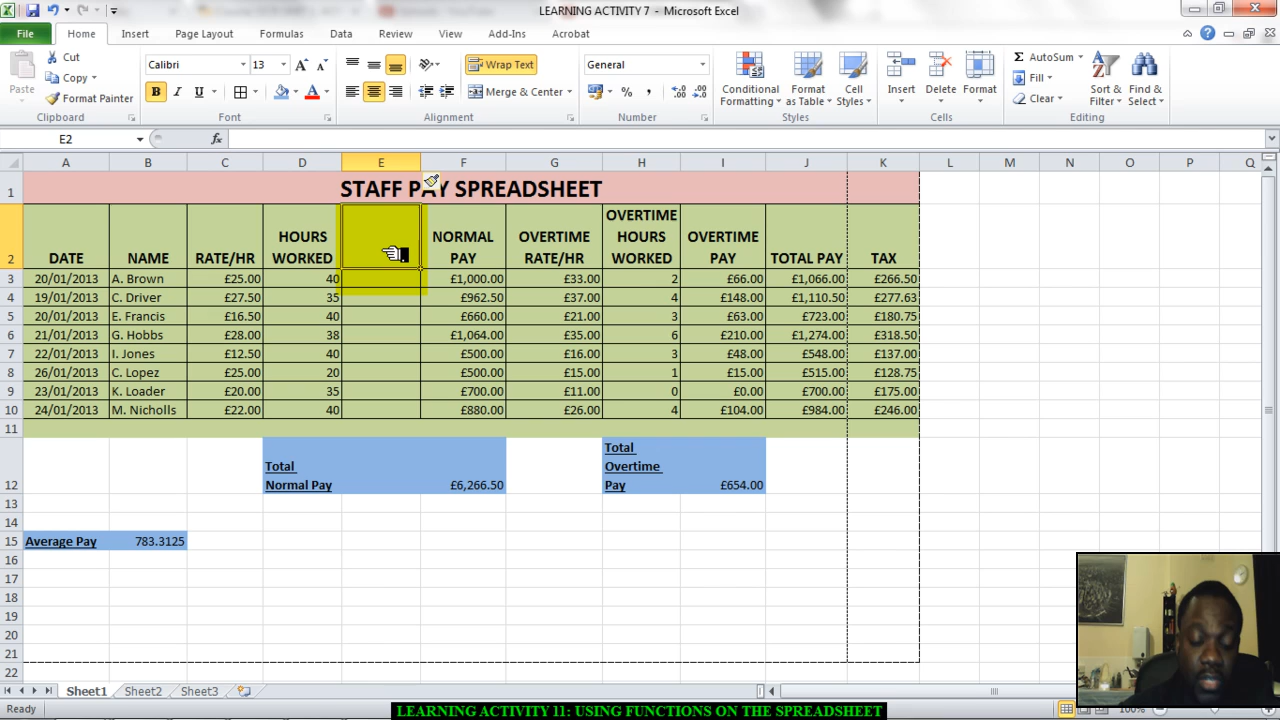 LEARNING ACTIVITY 7 - Microsoft Excel
File Home Insert Page Layout Formulas Data Review View Add-Ins Acrobat
Paste
Cut
Copy
Format Painter
Clipboard
Calibri 13
B I U
Font
Wrap Text
Merge & Center
Alignment
General
%
Number
Conditional Formatting
Format as Table
Cell Styles
Styles
Insert Delete Format
Cells
AutoSum
Fill
Clear
Sort & Filter
Find & Select
Editing
E2 fx
A B C D E F G H I J K L M N O P Q
1 STAFF PAY SPREADSHEET
2 DATE NAME RATE/HR HOURS WORKED NORMAL PAY OVERTIME RATE/HR OVERTIME HOURS WORKED OVERTIME PAY TOTAL PAY TAX
3 20/01/2013 A. Brown £25.00 40 £1,000.00 £33.00 2 £66.00 £1,066.00 £266.50
4 19/01/2013 C. Driver £27.50 35 £962.50 £37.00 4 £148.00 £1,110.50 £277.63
5 20/01/2013 E. Francis £16.50 40 £660.00 £21.00 3 £63.00 £723.00 £180.75
6 21/01/2013 G. Hobbs £28.00 38 £1,064.00 £35.00 6 £210.00 £1,274.00 £318.50
7 22/01/2013 I. Jones £12.50 40 £500.00 £16.00 3 £48.00 £548.00 £137.00
8 26/01/2013 C. Lopez £25.00 20 £500.00 £15.00 1 £15.00 £515.00 £128.75
9 23/01/2013 K. Loader £20.00 35 £700.00 £11.00 0 £0.00 £700.00 £175.00
10 24/01/2013 M. Nicholls £22.00 40 £880.00 £26.00 4 £104.00 £984.00 £246.00
11
12 Total Normal Pay £6,266.50 Total Overtime Pay £654.00
13
14
15 Average Pay 783.3125
16
17
18
19
20
21
22
Sheet1 Sheet2 Sheet3
Ready 100%
LEARNING ACTIVITY 11: USING FUNCTIONS ON THE SPREADSHEET